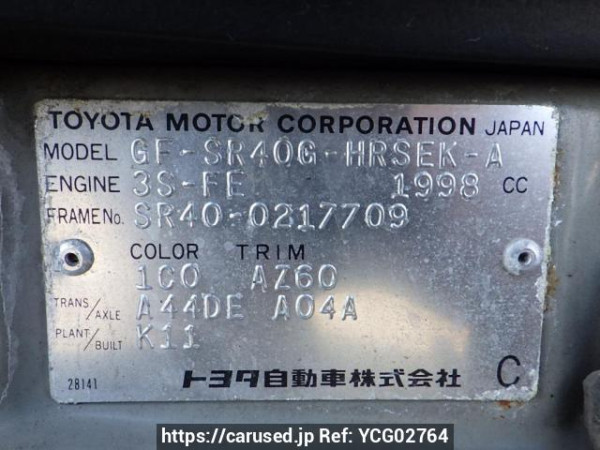 TOYOTA MOTOR CORPORATION JAPAN
MODEL GF-SR40G-HRSEK-A
ENGINE 3S-FE 1998 CC
FRAME No. SR40-0217709
COLOR TRIM
1C0 AZ60
TRANS/AXLE A44DE A04A
PLANT/BUILT K11
28141 トヨタ自動車株式会社 C
https://carused.jp Ref: YCG02764